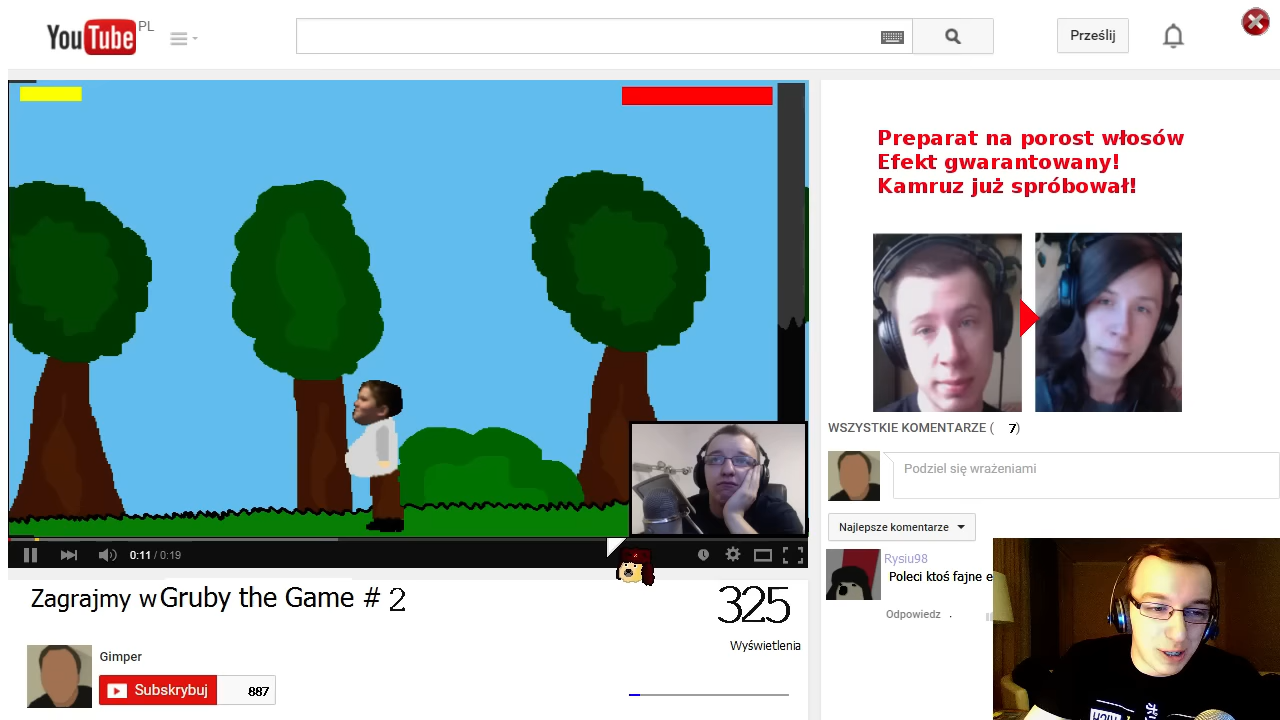 YouTube PL
Prześlij
Preparat na porost włosów
Efekt gwarantowany!
Kamruz już spróbował!
WSZYSTKIE KOMENTARZE ( 7)
Podziel się wrażeniami
Najlepsze komentarze
Rysiu98
Poleci ktoś fajne
Odpowiedz .
0:11 / 0:19
Zagrajmy w Gruby the Game # 2
325
Wyświetlenia
Gimper
Subskrybuj 887
RICH